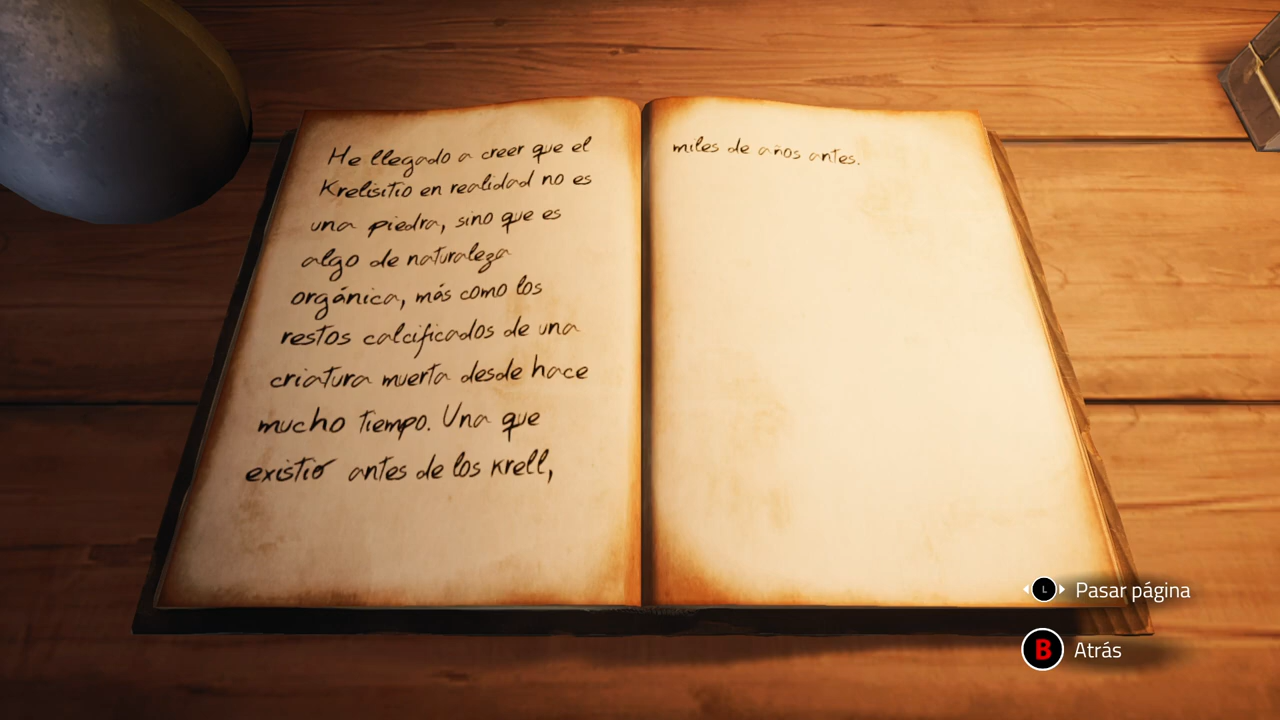 He llegado a creer que el
Krelisitio en realidad no es
una piedra, sino que es
algo de naturaleza
orgánica, más como los
restos calcificados de una
criatura muerta desde hace
mucho tiempo. Una que
existió antes de los Krell,
miles de años antes.
L Pasar página
B Atrás